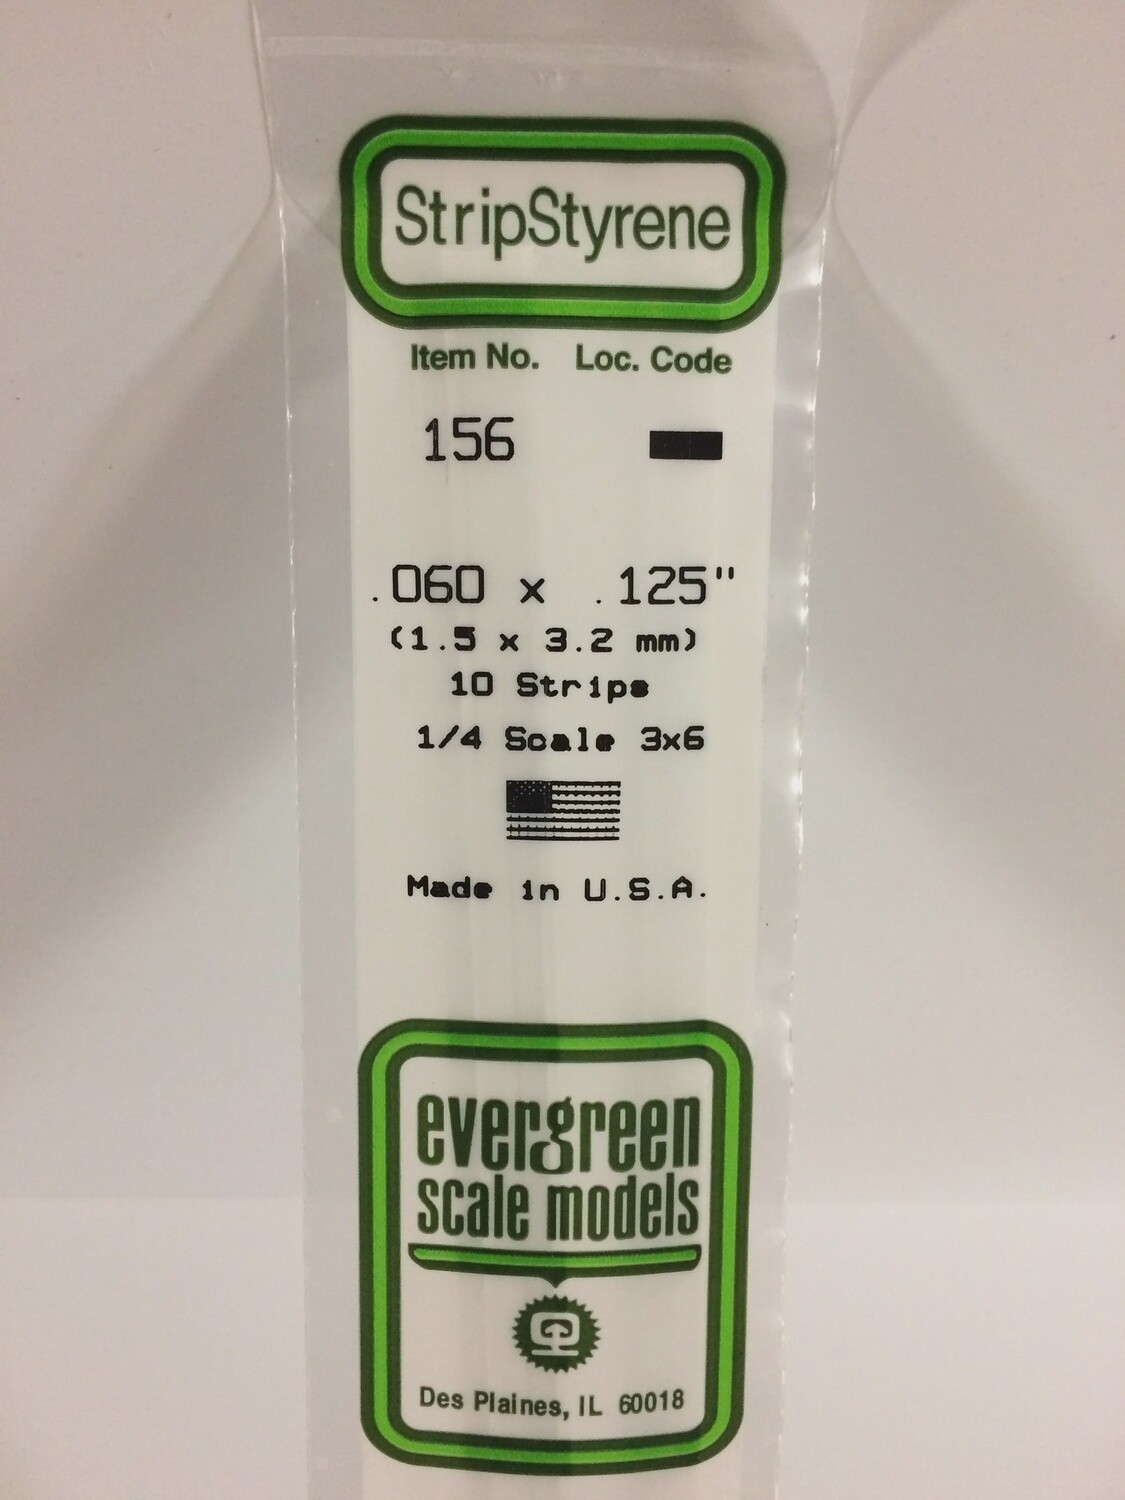 StripStyrene
Item No. Loc. Code
156
.060 x .125"
(1.5 x 3.2 mm)
10 Strips
1/4 Scale 3x6
Made in U.S.A.
evergreen
scale models
Des Plaines, IL 60018